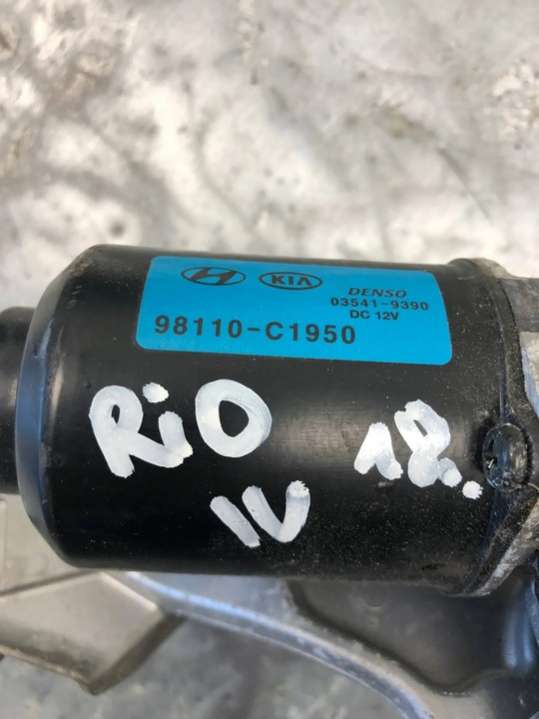 KIA
DENSO
03541-9390
DC 12V
98110-C1950
RiO 18.
IV